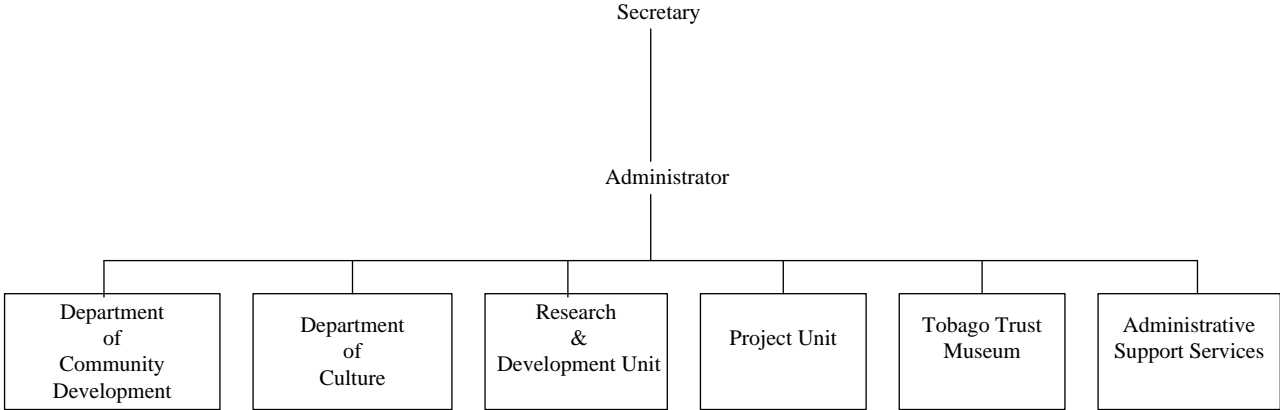 Secretary
Administrator
Department
of
Community
Development
Department
of
Culture
Research
&
Development Unit
Project Unit
Tobago Trust
Museum
Administrative
Support Services